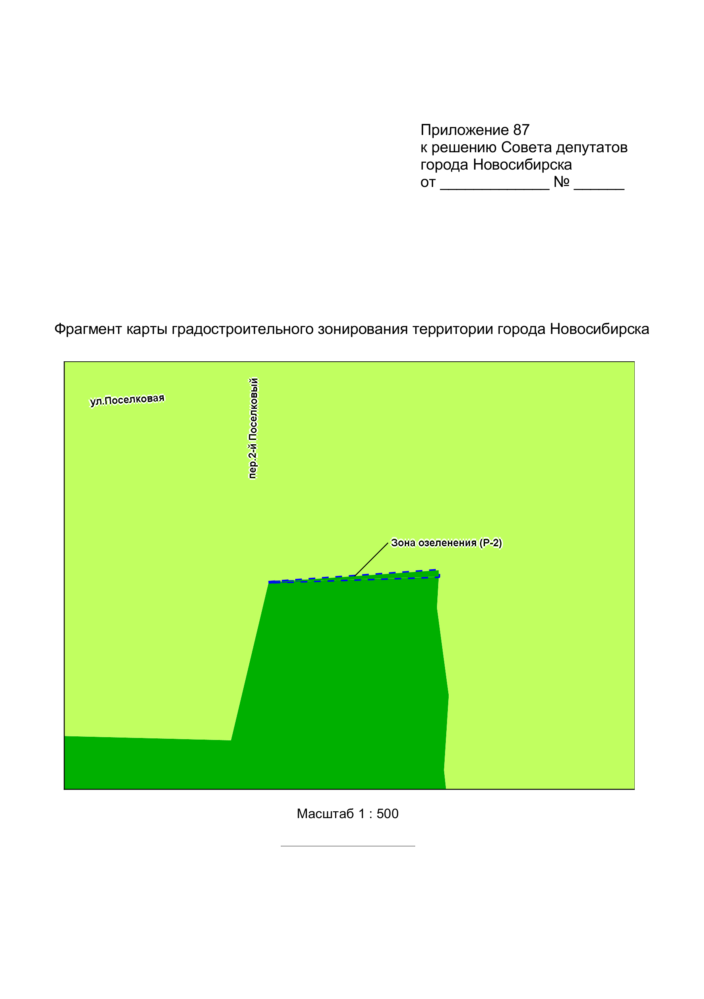 Приложение 87
к решению Совета депутатов
города Новосибирска
от _____________ № ______
Фрагмент карты градостроительного зонирования территории города Новосибирска
ул.Поселковая
пер.2-й Поселковый
Зона озеленения (Р-2)
Масштаб 1 : 500